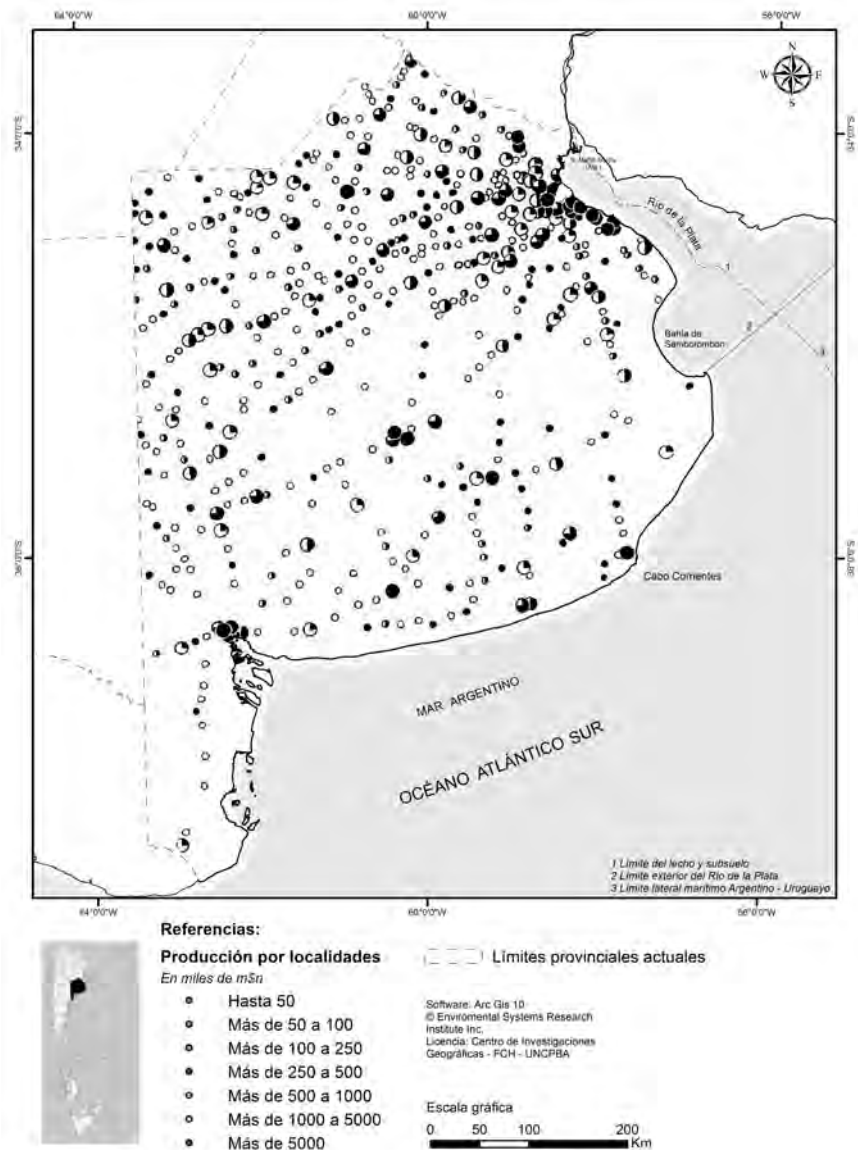 64°0'0"W 60°0'0"W 56°0'0"W
N
W E
S
34°0'0"S 34°0'0"S
Río de la Plata
1
2
3
Bahía de
Samborombón
38°0'0"S 38°0'0"S
Cabo Corrientes
MAR ARGENTINO
OCÉANO ATLÁNTICO SUR
1 Límite del lecho y subsuelo
2 Límite exterior del Río de la Plata
3 Límite lateral marítimo Argentino - Uruguayo
64°0'0"W 60°0'0"W 56°0'0"W
Referencias:
Producción por localidades
En miles de m$n
Hasta 50
Más de 50 a 100
Más de 100 a 250
Más de 250 a 500
Más de 500 a 1000
Más de 1000 a 5000
Más de 5000
Límites provinciales actuales
Software: Arc Gis 10
© Enviromental Systems Research
Institute Inc.
Licencia: Centro de Investigaciones
Geográficas - FCH - UNCPBA
Escala gráfica
0 50 100 200
Km